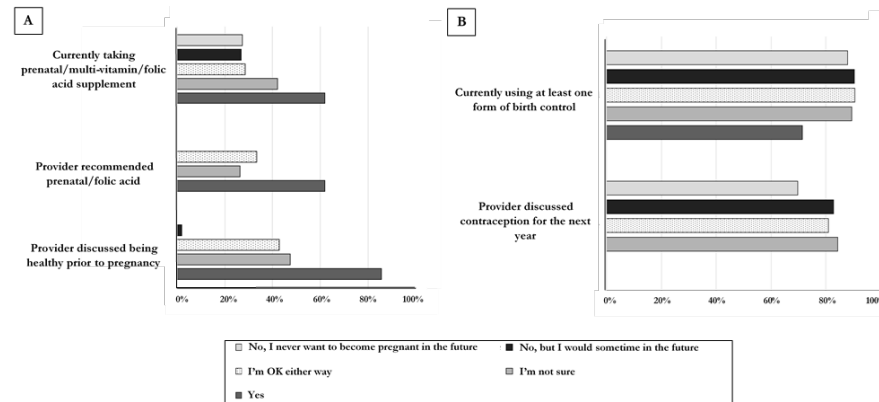 A
Currently taking
prenatal/multi-vitamin/folic
acid supplement
Provider recommended
prenatal/folic acid
Provider discussed being
healthy prior to pregnancy
0% 20% 40% 60% 80% 100%
B
Currently using at least one
form of birth control
Provider discussed
contraception for the next
year
0% 20% 40% 60% 80% 100%
No, I never want to become pregnant in the future
No, but I would sometime in the future
I'm OK either way
I'm not sure
Yes